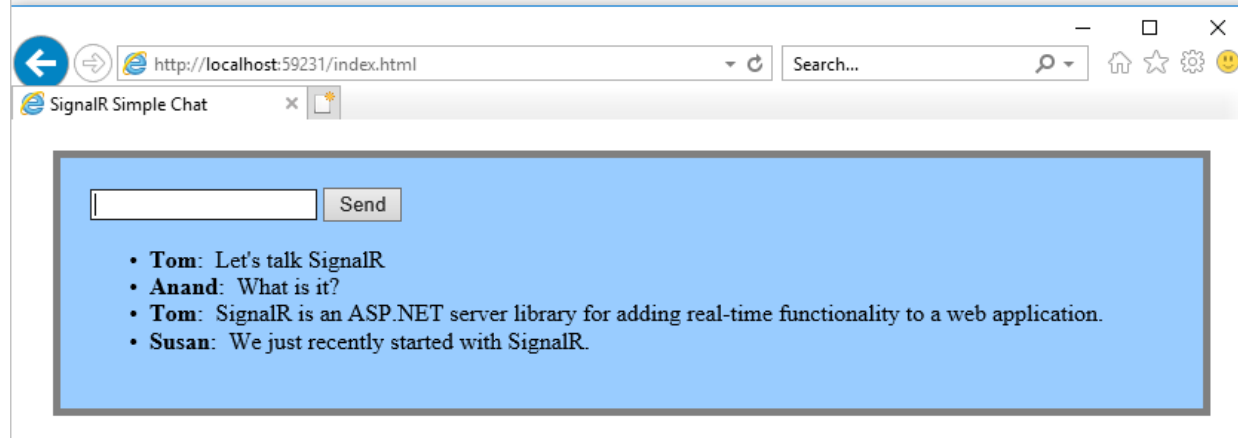 http://localhost:59231/index.html
Search...
SignalR Simple Chat
Send
• Tom: Let's talk SignalR
• Anand: What is it?
• Tom: SignalR is an ASP.NET server library for adding real-time functionality to a web application.
• Susan: We just recently started with SignalR.